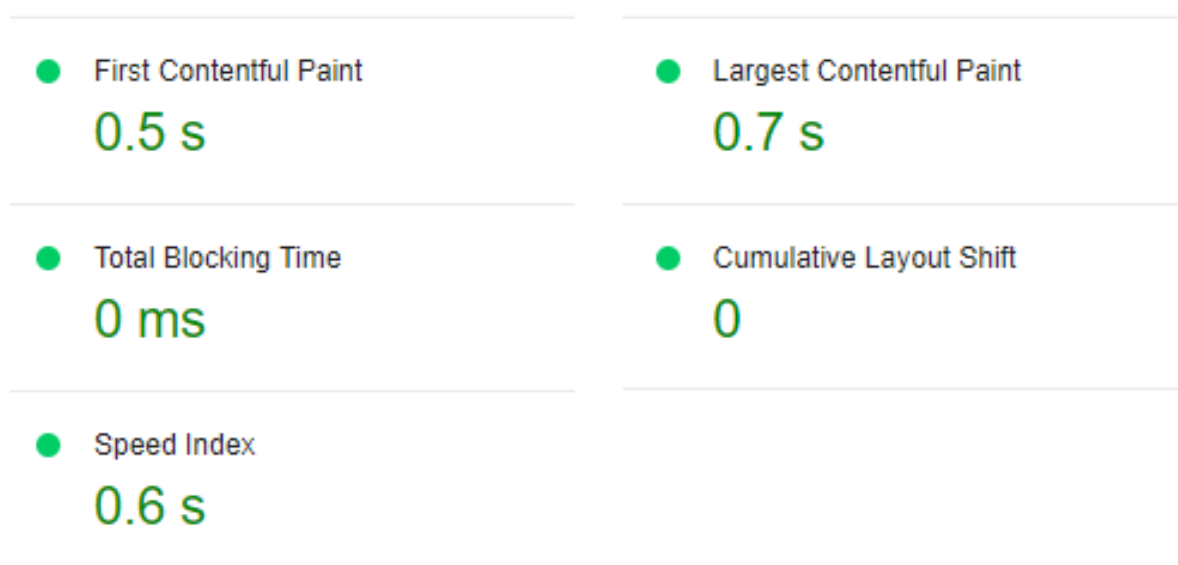 First Contentful Paint
0.5 s
Largest Contentful Paint
0.7 s
Total Blocking Time
0 ms
Cumulative Layout Shift
0
Speed Index
0.6 s